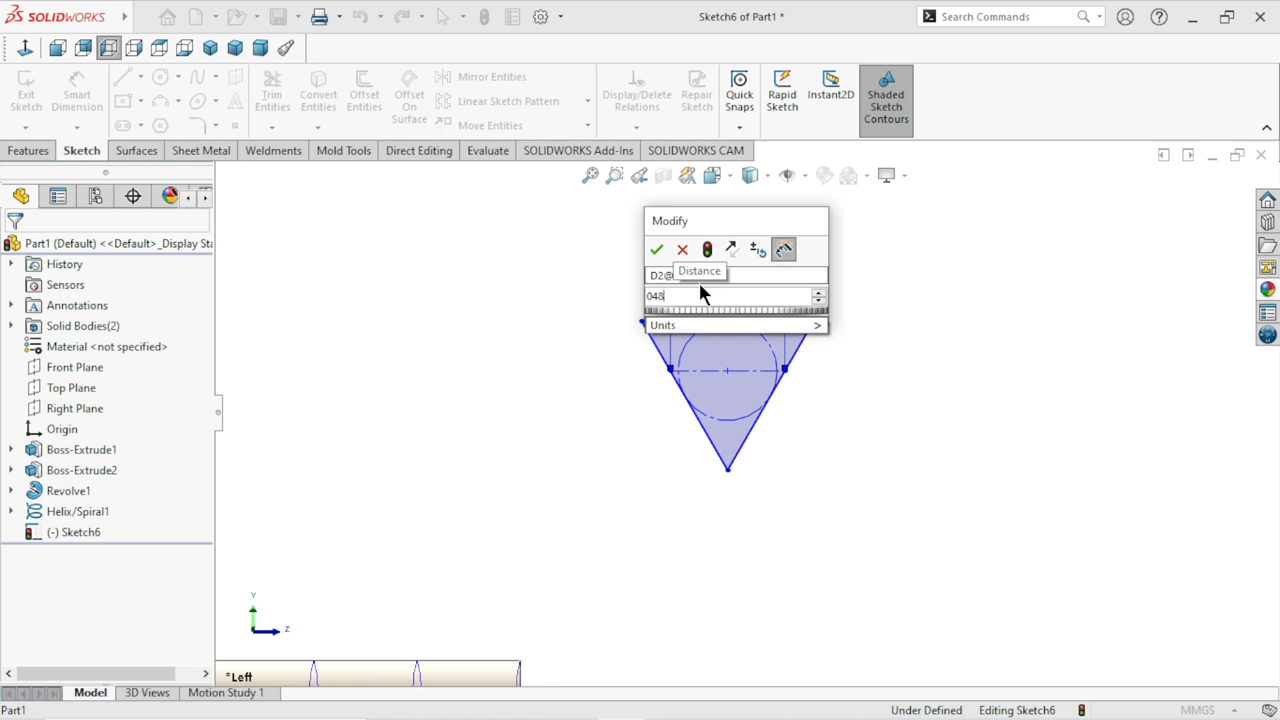 SOLIDWORKS
Sketch6 of Part1 *
Search Commands
Exit Sketch
Smart Dimension
Trim Entities
Convert Entities
Offset Entities
Offset On Surface
Mirror Entities
Linear Sketch Pattern
Move Entities
Display/Delete Relations
Repair Sketch
Quick Snaps
Rapid Sketch
Instant2D
Shaded Sketch Contours
Features
Sketch
Surfaces
Sheet Metal
Weldments
Mold Tools
Direct Editing
Evaluate
SOLIDWORKS Add-Ins
SOLIDWORKS CAM
Part1 (Default) <<Default>_Display Sta
History
Sensors
Annotations
Solid Bodies(2)
Material <not specified>
Front Plane
Top Plane
Right Plane
Origin
Boss-Extrude1
Boss-Extrude2
Revolve1
Helix/Spiral1
(-) Sketch6
Modify
Distance
048
Units
Y
Z
*Left
Model
3D Views
Motion Study 1
Part1
Under Defined
Editing Sketch6
MMGS